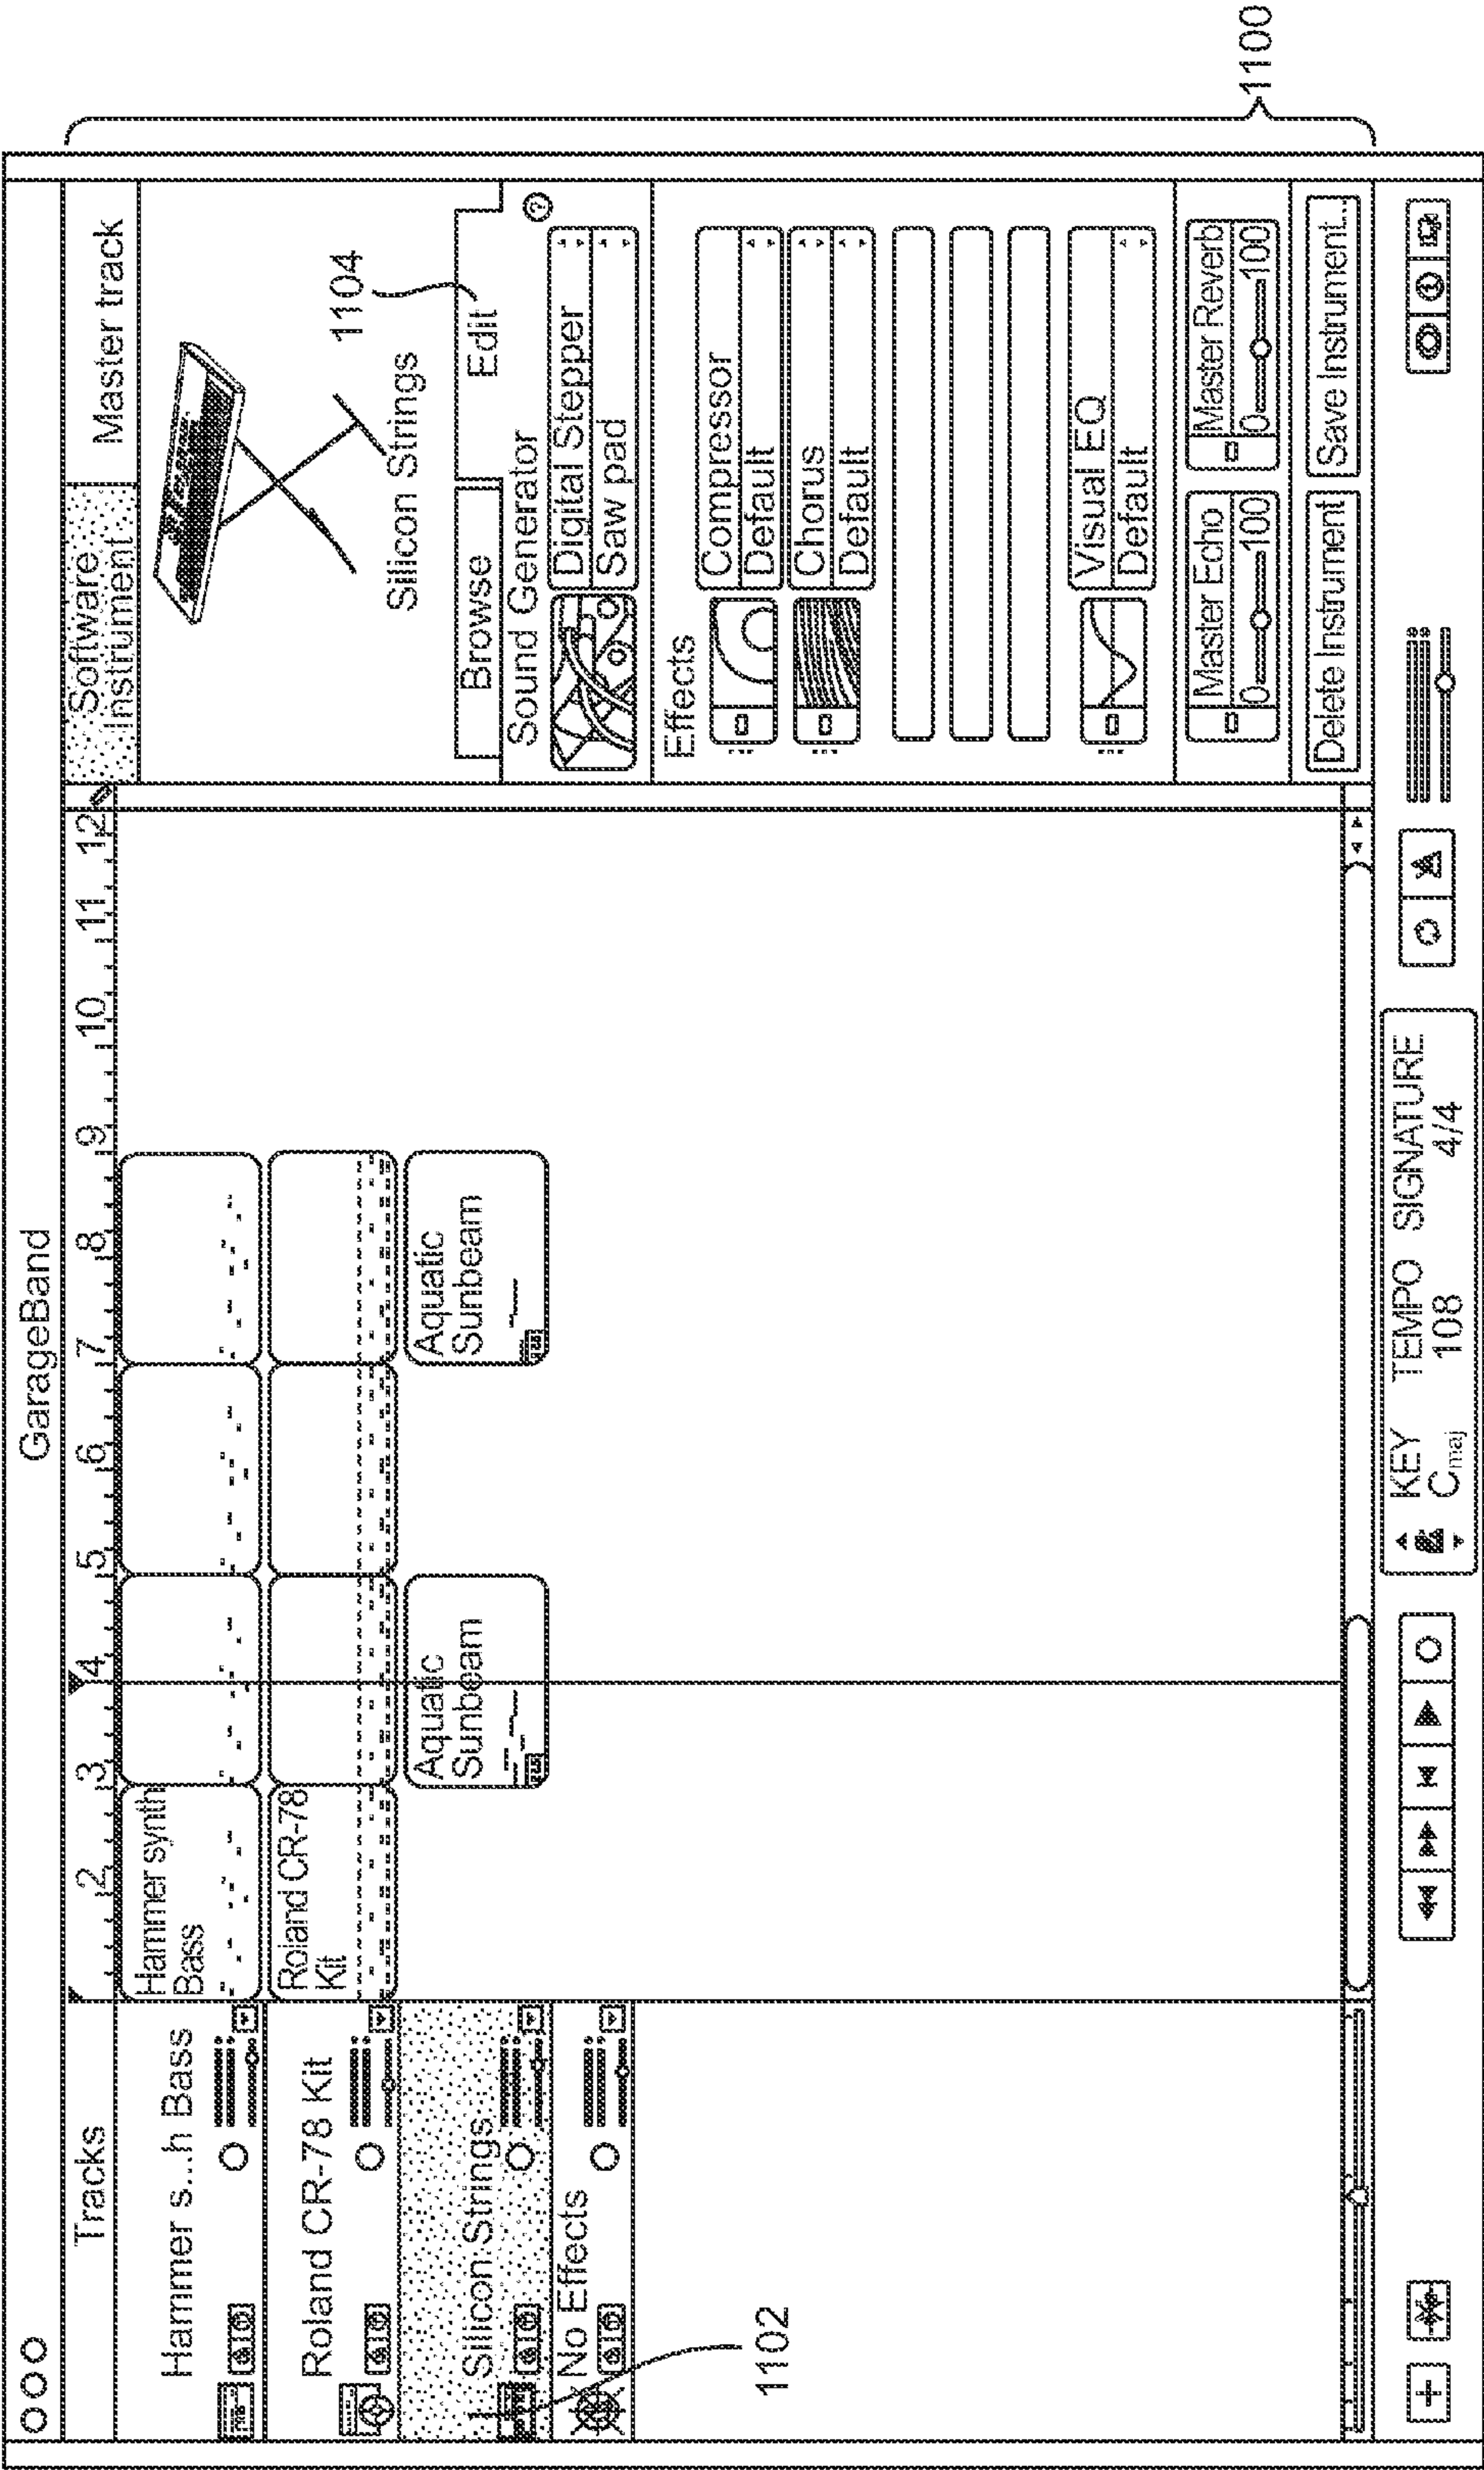 GarageBand
Tracks
2 3 4 5 6 7 8 9 10 11 12
Software
Instrument
Master track
Hammer s...h Bass
Hammer synth
Bass
Roland CR-78 Kit
Roland CR-78
Kit
Silicon Strings
Aquatic
Sunbeam
Aquatic
Sunbeam
No Effects
1102
Silicon Strings
1104
Browse
Edit
Sound Generator
?
Digital Stepper
Saw pad
Effects
Compressor
Default
Chorus
Default
Visual EQ
Default
Master Echo
0 100
Master Reverb
0 100
Delete Instrument
Save Instrument...
KEY TEMPO SIGNATURE
Cmaj 108 4/4
1100